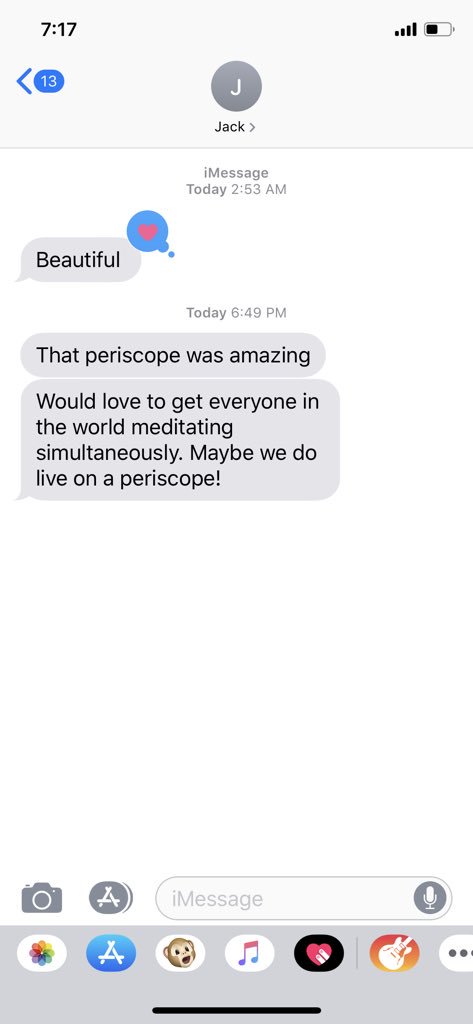 7:17
13
J
Jack >
iMessage
Today 2:53 AM
Beautiful
Today 6:49 PM
That periscope was amazing
Would love to get everyone in
the world meditating
simultaneously. Maybe we do
live on a periscope!
iMessage